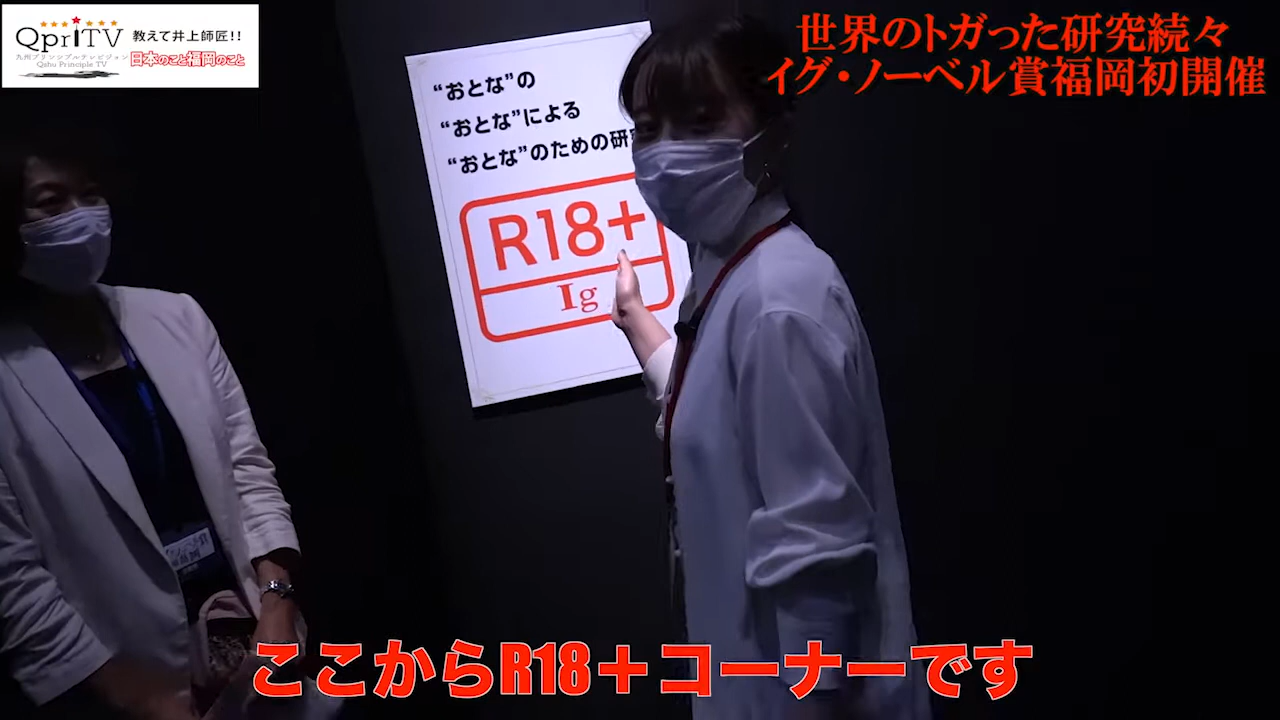 QpriTV
九州プリンシプルテレビジョン
Qshu Principle TV
教えて井上師匠!!
日本のこと福岡のこと
世界のトガった研究続々
イグ・ノーベル賞福岡初開催
“おとな”の
“おとな”による
“おとな”のための研
R18+
Ig
ここからR18＋コーナーです